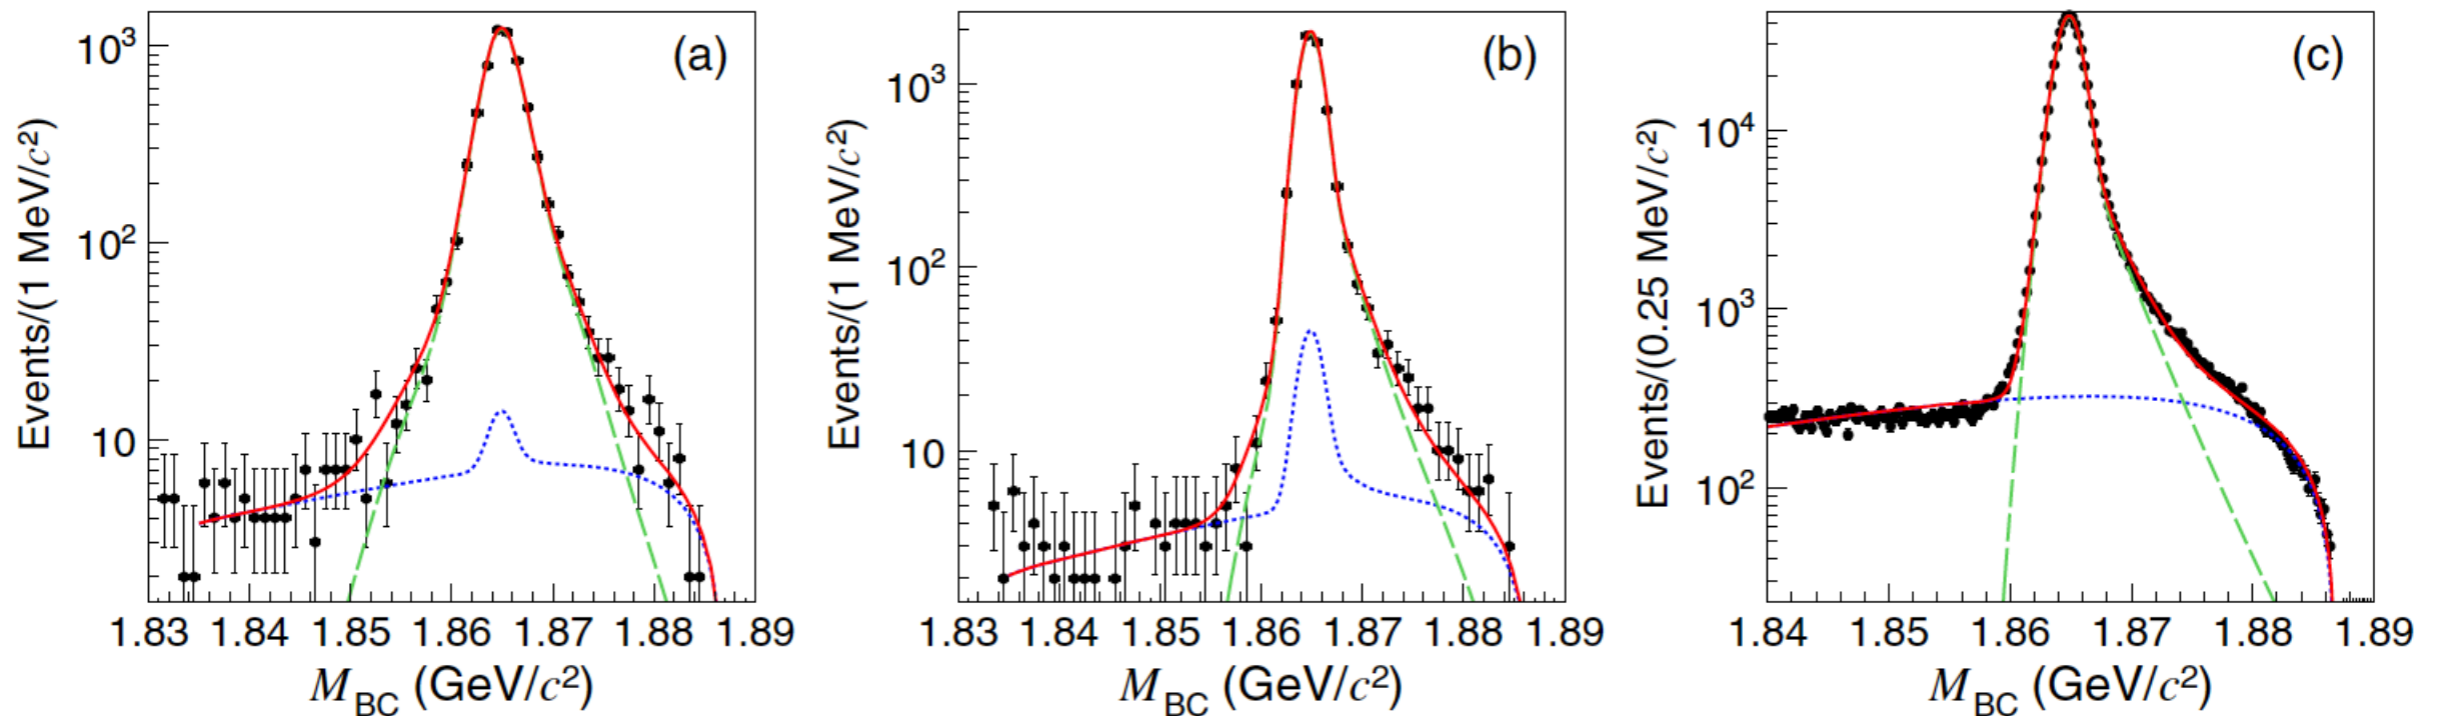 (a)
Events/(1 MeV/c²)
10³
10²
10
1.83 1.84 1.85 1.86 1.87 1.88 1.89
M_BC (GeV/c²)
(b)
Events/(1 MeV/c²)
10³
10²
10
1.83 1.84 1.85 1.86 1.87 1.88 1.89
M_BC (GeV/c²)
(c)
Events/(0.25 MeV/c²)
10⁴
10³
10²
1.84 1.85 1.86 1.87 1.88 1.89
M_BC (GeV/c²)